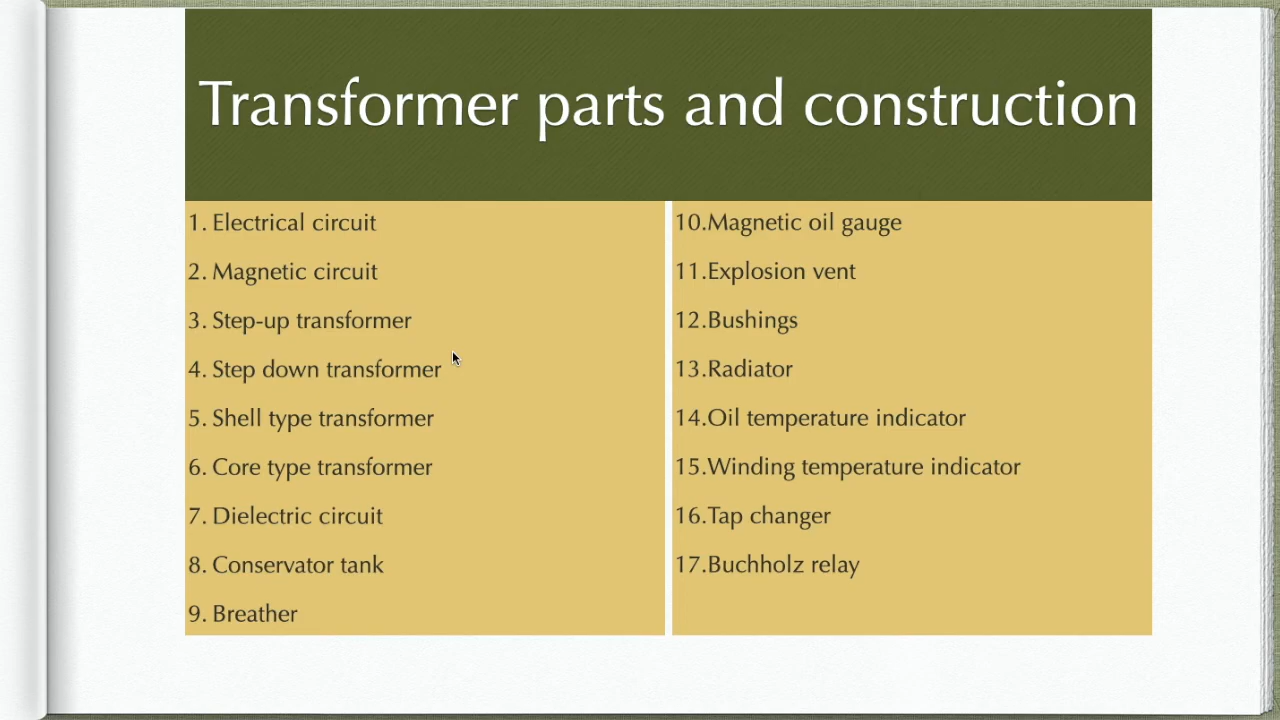 Transformer parts and construction
1. Electrical circuit
2. Magnetic circuit
3. Step-up transformer
4. Step down transformer
5. Shell type transformer
6. Core type transformer
7. Dielectric circuit
8. Conservator tank
9. Breather
10.Magnetic oil gauge
11.Explosion vent
12.Bushings
13.Radiator
14.Oil temperature indicator
15.Winding temperature indicator
16.Tap changer
17.Buchholz relay